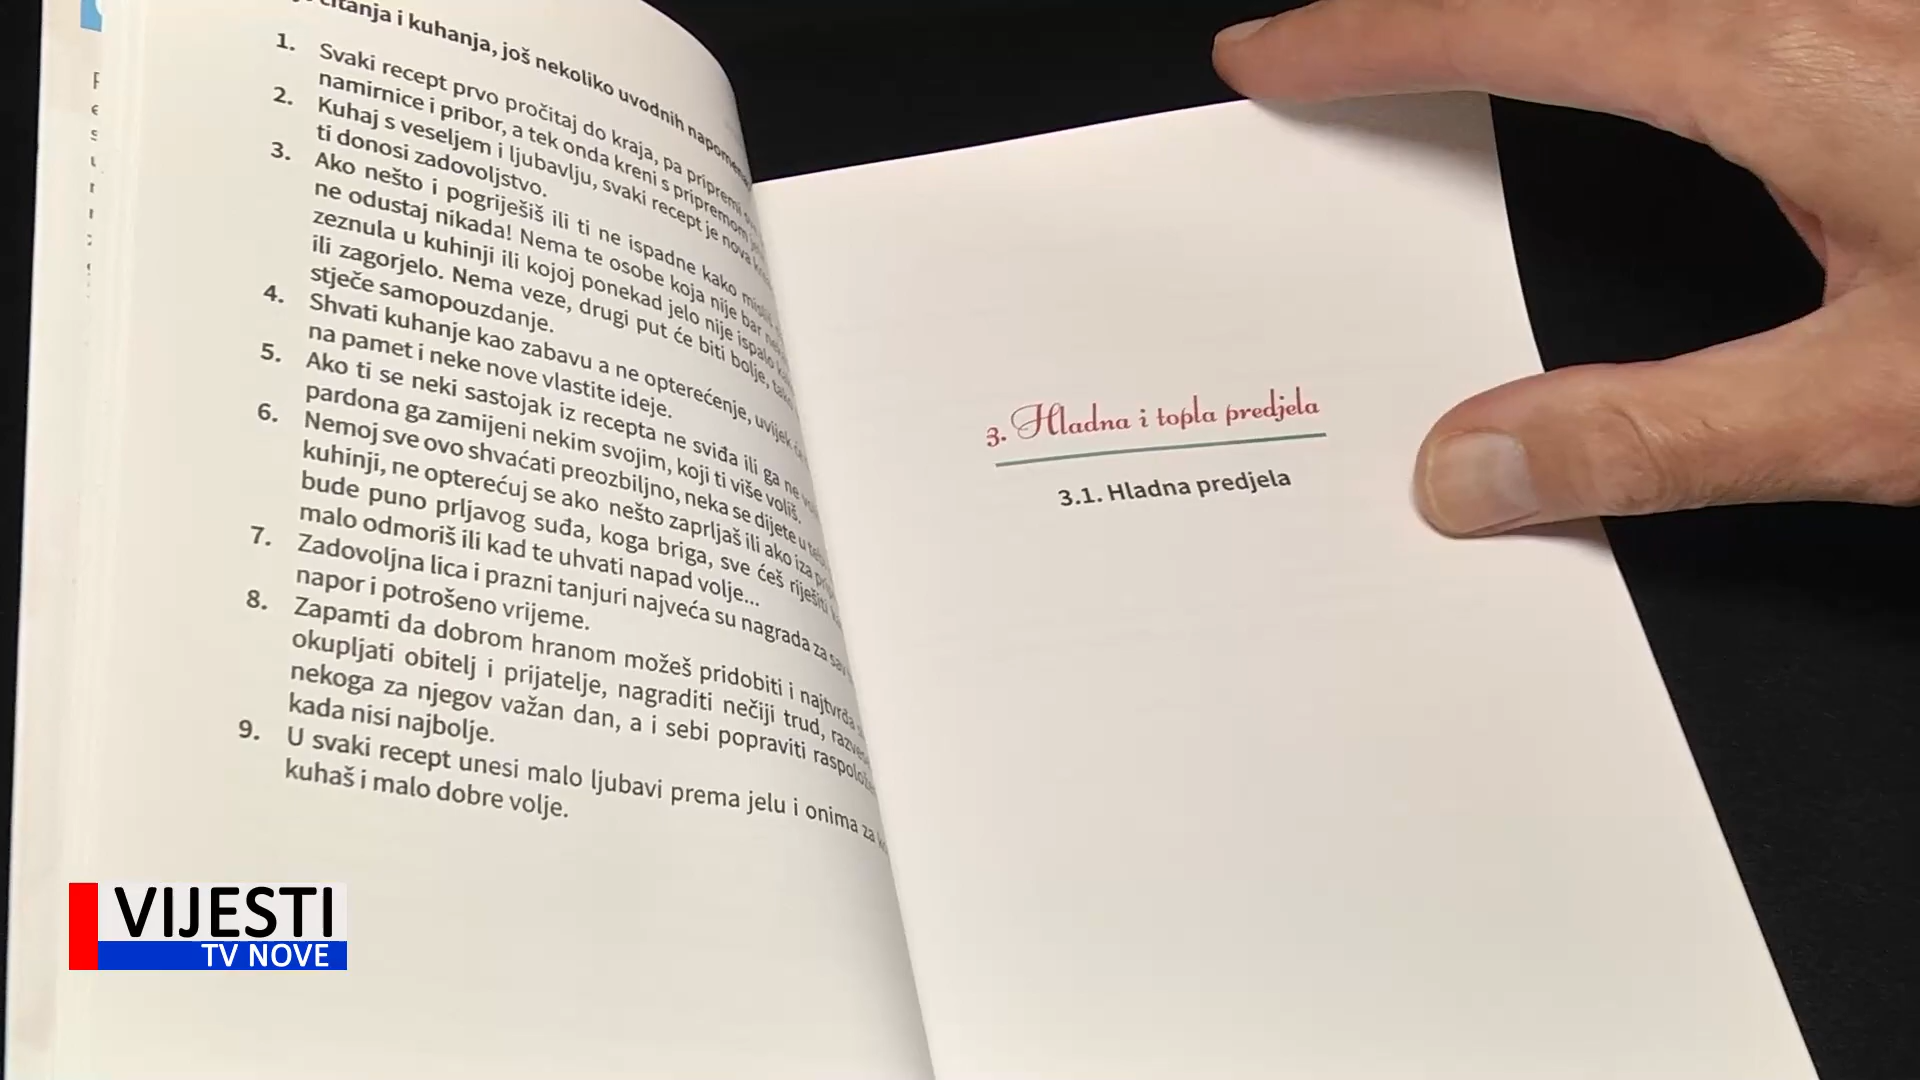 čitanja i kuhanja, još nekoliko uvodnih napomena
1. Svaki recept prvo pročitaj do kraja, pa pripremi
namirnice i pribor, a tek onda kreni s pripremom
2. Kuhaj s veseljem i ljubavlju, svaki recept je nova
ti donosi zadovoljstvo.
3. Ako nešto i pogriješiš ili ti ne ispadne kako
ne odustaj nikada! Nema te osobe koja nije bar
zeznula u kuhinji ili kojoj ponekad jelo nije ispalo
ili zagorjelo. Nema veze, drugi put će biti bolje, tako
stječe samopouzdanje.
4. Shvati kuhanje kao zabavu a ne opterećenje, uvijek
na pamet i neke nove vlastite ideje.
5. Ako ti se neki sastojak iz recepta ne sviđa ili ga ne
pardona ga zamijeni nekim svojim, koji ti više voliš.
6. Nemoj sve ovo shvaćati preozbiljno, neka se dijete u
kuhinji, ne opterećuj se ako nešto zaprljaš ili ako iza
bude puno prljavog suđa, koga briga, sve ćeš riješiti
malo odmoriš ili kad te uhvati napad volje...
7. Zadovoljna lica i prazni tanjuri najveća su nagrada za sav
napor i potrošeno vrijeme.
8. Zapamti da dobrom hranom možeš pridobiti i najtvrđa
okupljati obitelj i prijatelje, nagraditi nečiji trud,
nekoga za njegov važan dan, a i sebi popraviti
kada nisi najbolje.
9. U svaki recept unesi malo ljubavi prema jelu i onima za
kuhaš i malo dobre volje.
3. Hladna i topla predjela
3.1. Hladna predjela
VIJESTI
TV NOVE